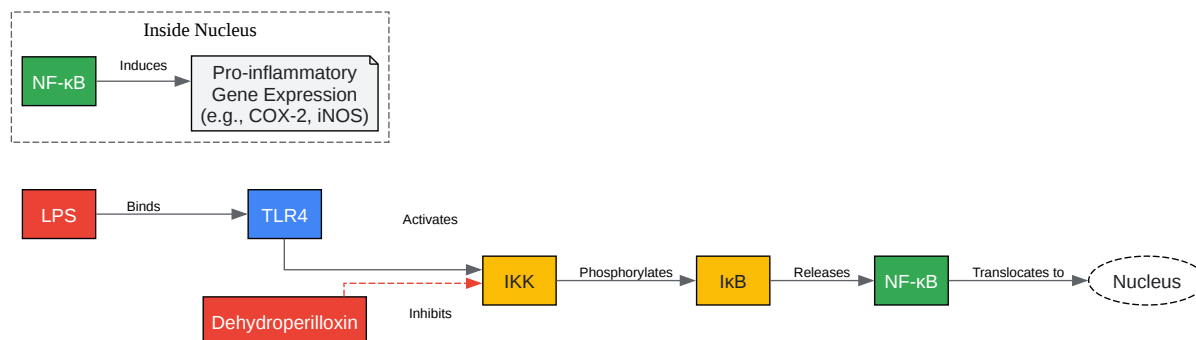 Inside Nucleus
NF-κB
Induces
Pro-inflammatory
Gene Expression
(e.g., COX-2, iNOS)
LPS
Binds
TLR4
Activates
IKK
Phosphorylates
IκB
Releases
NF-κB
Translocates to
Nucleus
Dehydroperilloxin
Inhibits